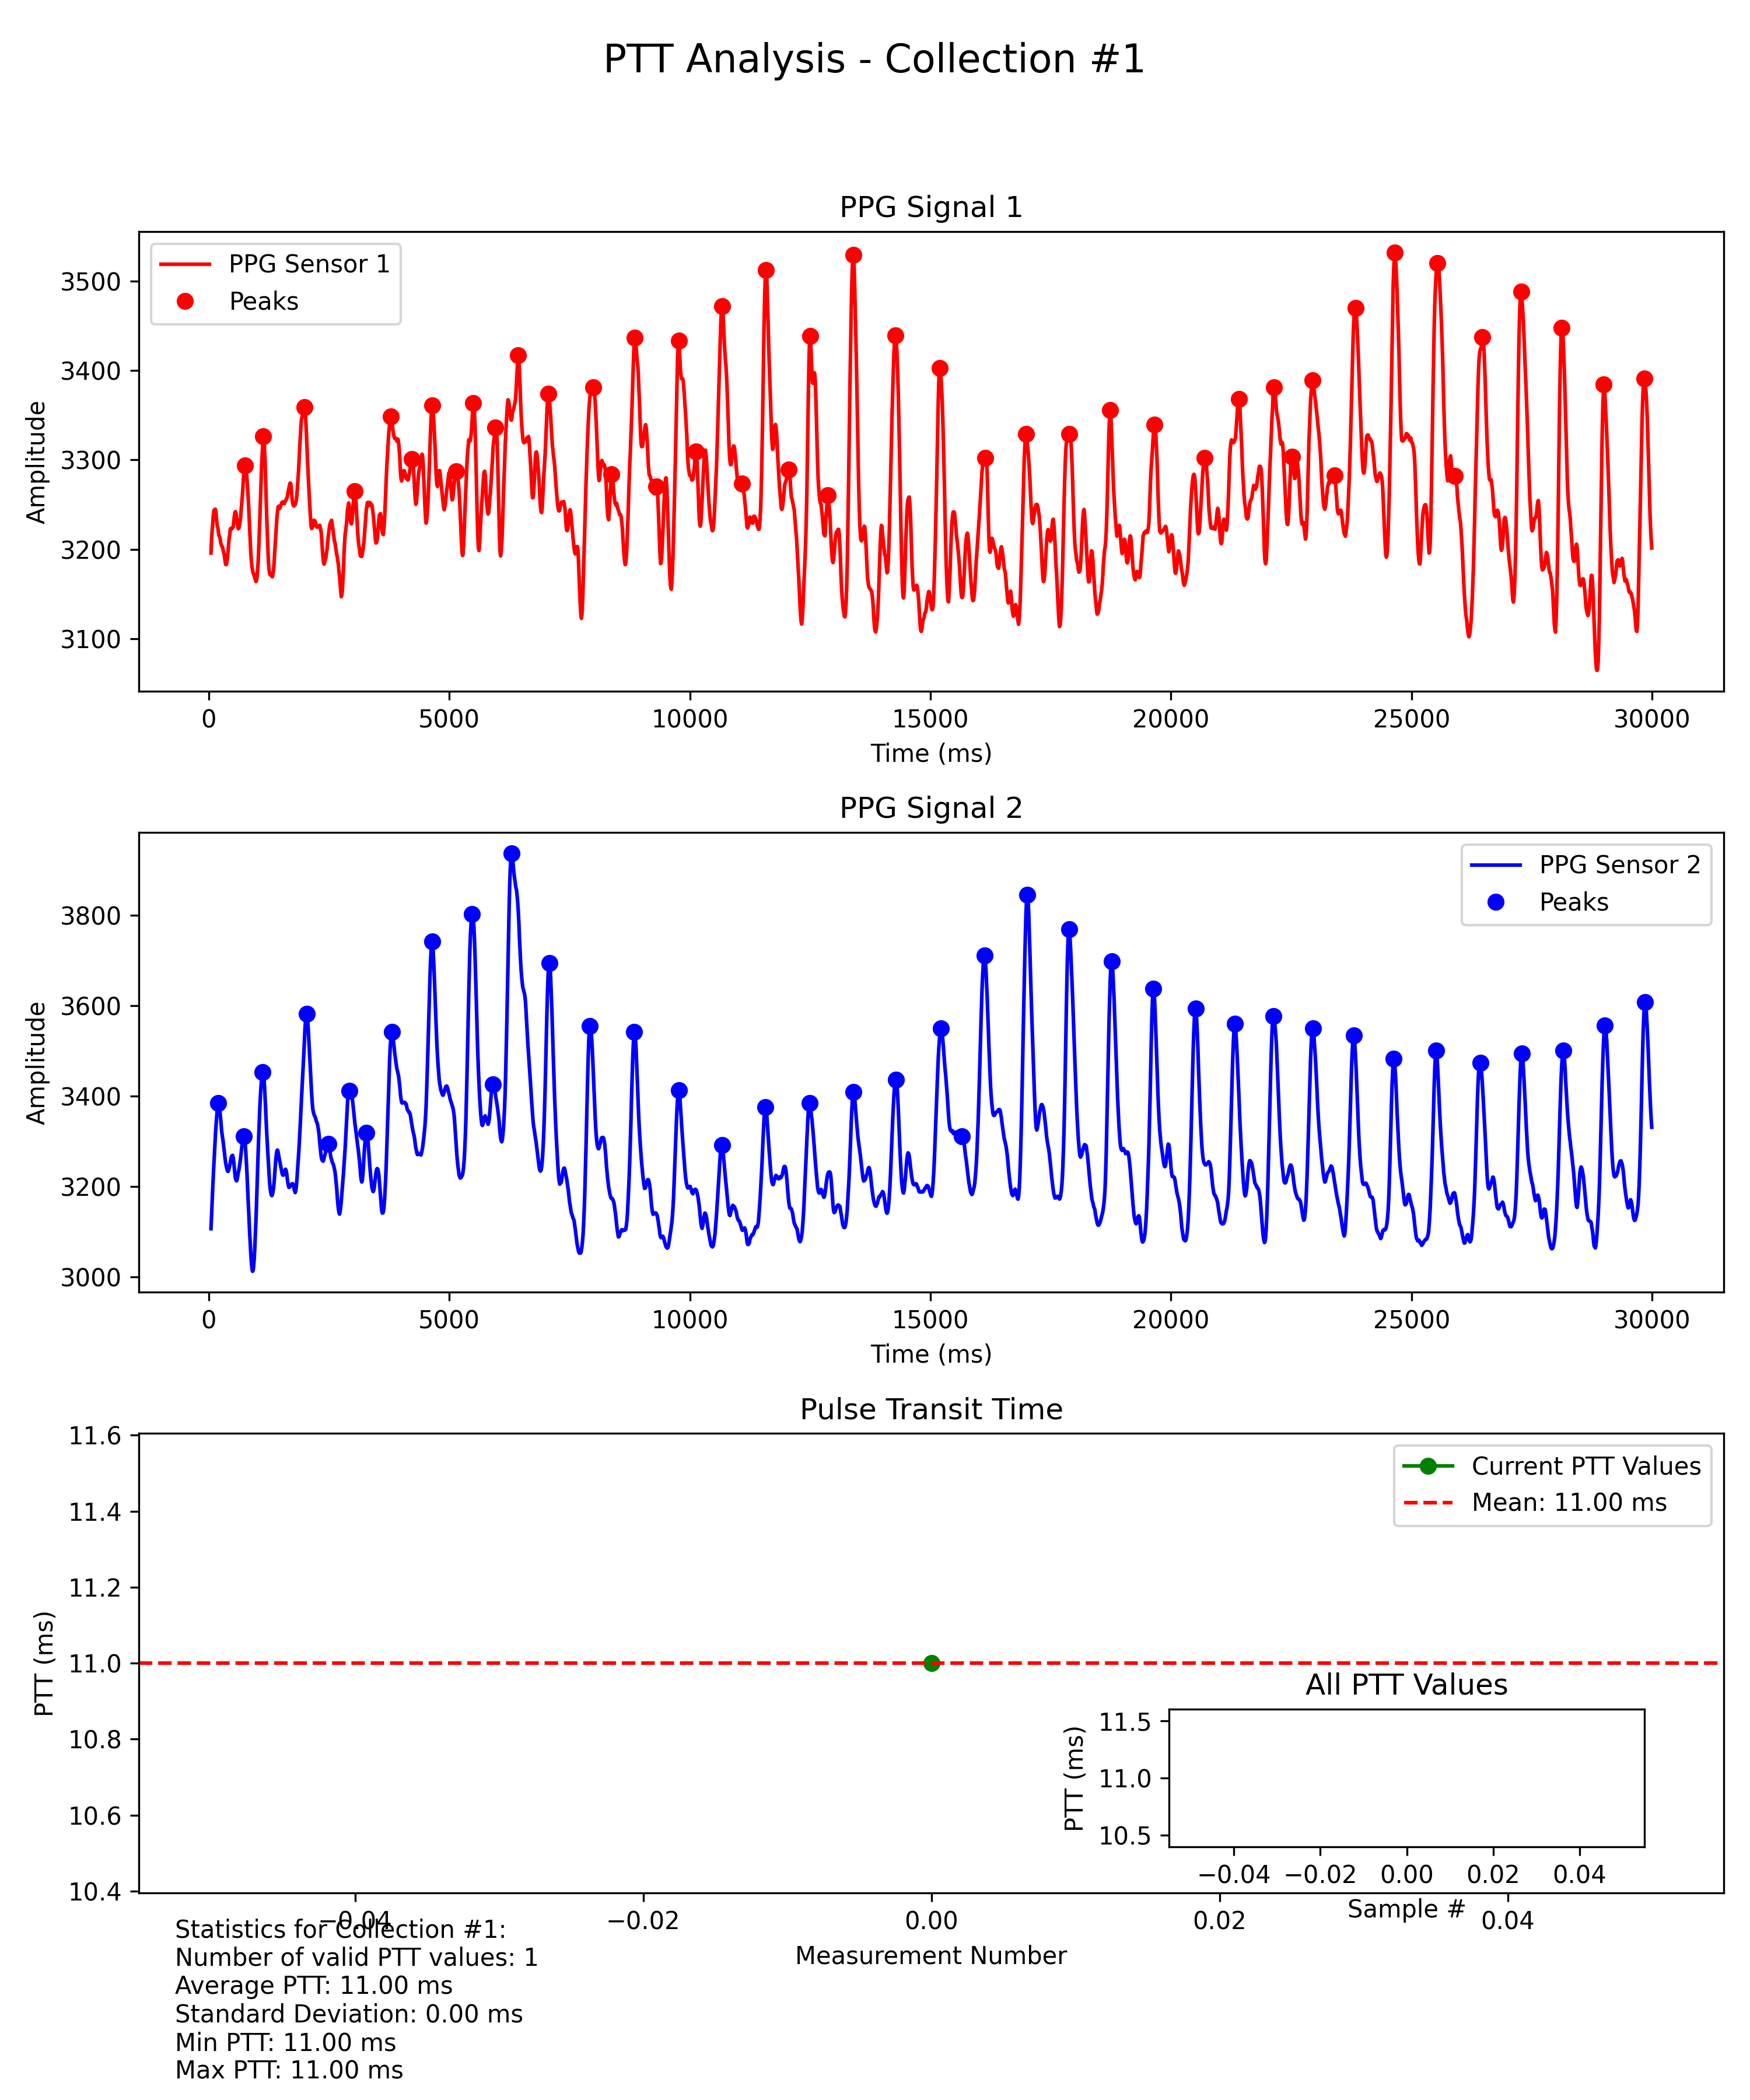 PTT Analysis - Collection #1
PPG Signal 1
PPG Sensor 1
Peaks
Amplitude
3500
3400
3300
3200
3100
0 5000 10000 15000 20000 25000 30000
Time (ms)
PPG Signal 2
PPG Sensor 2
Peaks
Amplitude
3800
3600
3400
3200
3000
0 5000 10000 15000 20000 25000 30000
Time (ms)
Pulse Transit Time
Current PTT Values
Mean: 11.00 ms
PTT (ms)
11.6
11.4
11.2
11.0
10.8
10.6
10.4
All PTT Values
PTT (ms)
11.5
11.0
10.5
−0.04 −0.02 0.00 0.02 0.04
Sample #
−0.04 −0.02 0.00 0.02 0.04
Measurement Number
Statistics for Collection #1:
Number of valid PTT values: 1
Average PTT: 11.00 ms
Standard Deviation: 0.00 ms
Min PTT: 11.00 ms
Max PTT: 11.00 ms